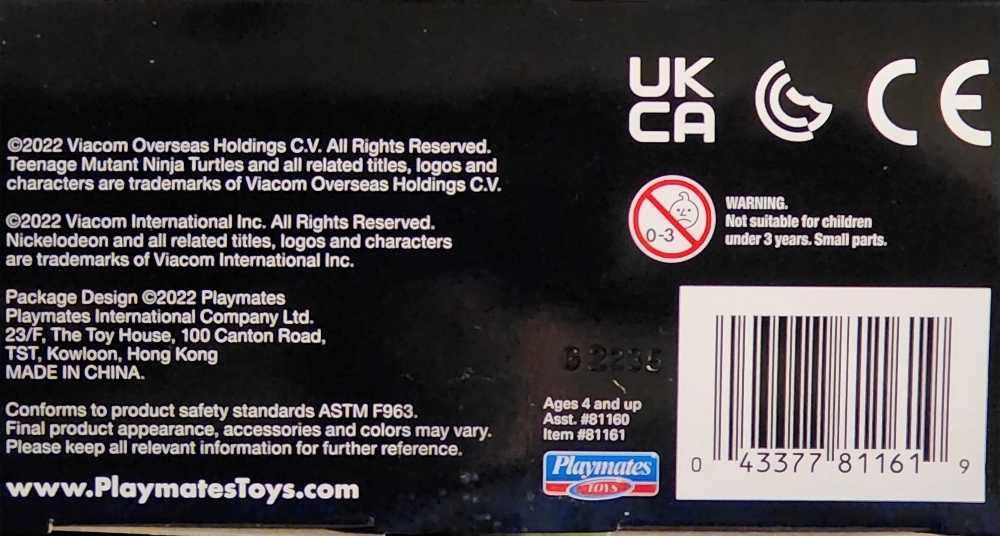 ©2022 Viacom Overseas Holdings C.V. All Rights Reserved.
Teenage Mutant Ninja Turtles and all related titles, logos and
characters are trademarks of Viacom Overseas Holdings C.V.
©2022 Viacom International Inc. All Rights Reserved.
Nickelodeon and all related titles, logos and characters
are trademarks of Viacom International Inc.
Package Design ©2022 Playmates
Playmates International Company Ltd.
23/F, The Toy House, 100 Canton Road,
TST, Kowloon, Hong Kong
MADE IN CHINA.
Conforms to product safety standards ASTM F963.
Final product appearance, accessories and colors may vary.
Please keep all relevant information for further reference.
www.PlaymatesToys.com
UK
CA
CE
0-3
WARNING.
Not suitable for children
under 3 years. Small parts.
Ages 4 and up
Asst. #81160
Item #81161
Playmates
TOYS
0 43377 81161 9